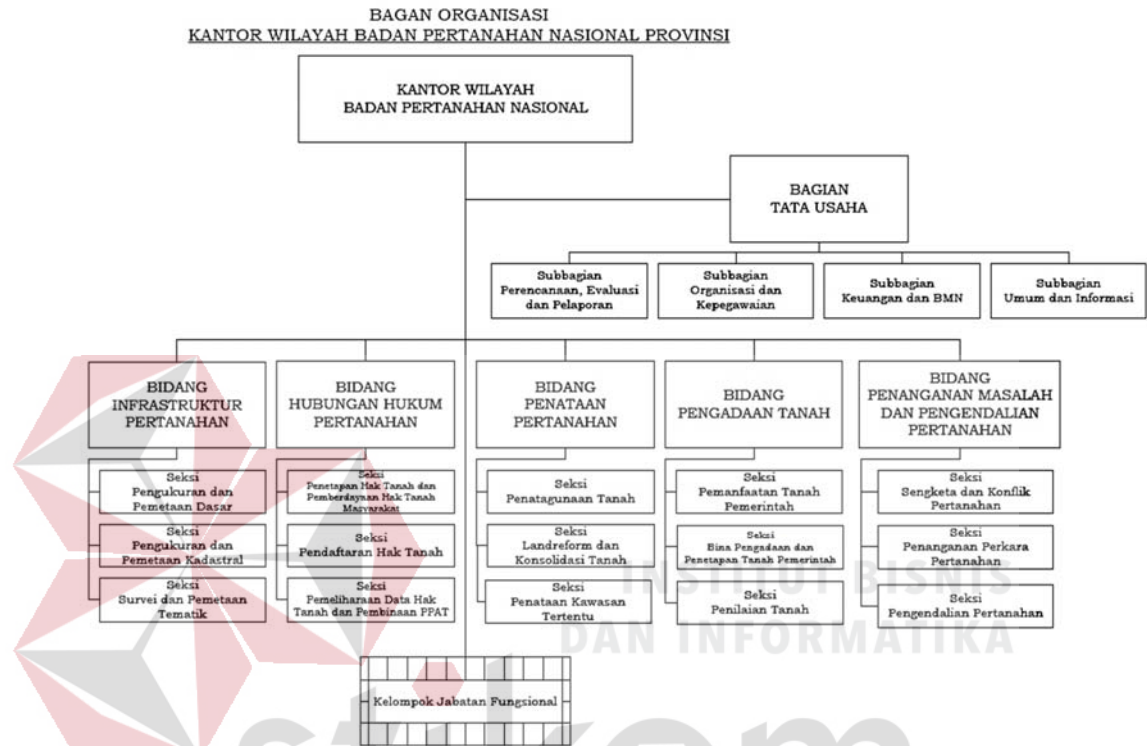 BAGAN ORGANISASI
KANTOR WILAYAH BADAN PERTANAHAN NASIONAL PROVINSI
KANTOR WILAYAH
BADAN PERTANAHAN NASIONAL
BAGIAN
TATA USAHA
Subbagian
Perencanaan, Evaluasi
dan Pelaporan
Subbagian
Organisasi dan
Kepegawaian
Subbagian
Keuangan dan BMN
Subbagian
Umum dan Informasi
BIDANG
INFRASTRUKTUR
PERTANAHAN
BIDANG
HUBUNGAN HUKUM
PERTANAHAN
BIDANG
PENATAAN
PERTANAHAN
BIDANG
PENGADAAN TANAH
BIDANG
PENANGANAN MASALAH
DAN PENGENDALIAN
PERTANAHAN
Seksi
Pengukuran dan
Pemetaan Dasar
Seksi
Pengukuran dan
Pemetaan Kadastral
Seksi
Survei dan Pemetaan
Tematik
Seksi
Penetapan Hak Tanah dan
Pemberdayaan Hak Tanah
Masyarakat
Seksi
Pendaftaran Hak Tanah
Seksi
Pemeliharaan Data Hak
Tanah dan Pembinaan PPAT
Seksi
Penatagunaan Tanah
Seksi
Landreform dan
Konsolidasi Tanah
Seksi
Penataan Kawasan
Tertentu
Seksi
Pemanfaatan Tanah
Pemerintah
Seksi
Bina Pengadaan dan
Penetapan Tanah Pemerintah
Seksi
Penilaian Tanah
Seksi
Sengketa dan Konflik
Pertanahan
Seksi
Penanganan Perkara
Pertanahan
Seksi
Pengendalian Pertanahan
Kelompok Jabatan Fungsional
INSTITUT BISNIS
DAN INFORMATIKA
stikom